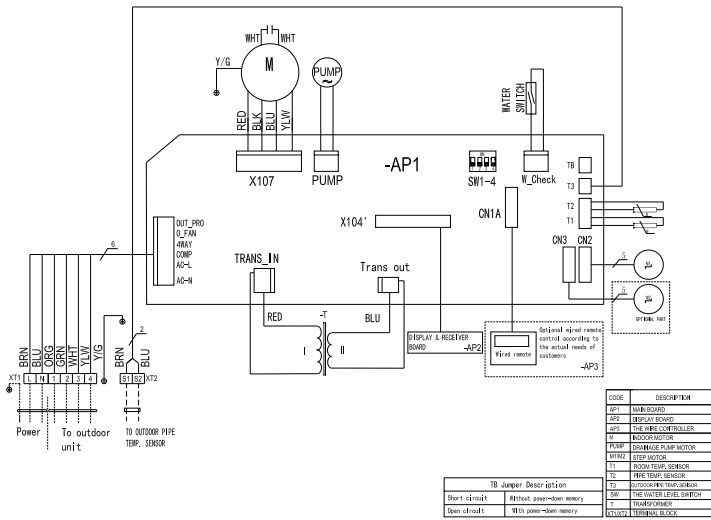 WHT WHT
Y/G
M
PUMP
~
RED
BLK
BLU
YLW
WATER
SWITCH
-AP1
X107
PUMP
SW1-4
W_Check
TB
T3
T2
T1
OUT_PRO
O_FAN
4WAY
COMP
AC-L
AC-N
6
X104'
CN1A
CN3
CN2
TRANS_IN
Trans out
5
5
OPTIONAL PART
RED
-T
BLU
I
II
DISPLAY & RECEIVER
BOARD
-AP2
Optional wired remote
control according to
the actual needs of
customers
Wired remote
-AP3
BRN
BLU
ORG
GRN
WHT
YLW
Y/G
BRN
2
BLU
XT1 L N 1 2 3 4
S1 S2 XT2
Power
To outdoor
unit
TO OUTDOOR PIPE
TEMP. SENSOR
CODE DESCRIPTION
AP1 MAIN BOARD
AP2 DISPLAY BOARD
AP3 THE WIRE CONTROLLER
M INDOOR MOTOR
PUMP DRAINAGE PUMP MOTOR
M1/M2 STEP MOTOR
T1 ROOM TEMP. SENSOR
T2 PIPE TEMP. SENSOR
T3 OUTDOOR PIPE TEMP. SENSOR
SW THE WATER LEVEL SWITCH
T TRANSFORMER
XT1/XT2 TERMINAL BLOCK
TB Jumper Description
Short circuit Without power-down memory
Open circuit With power-down memory